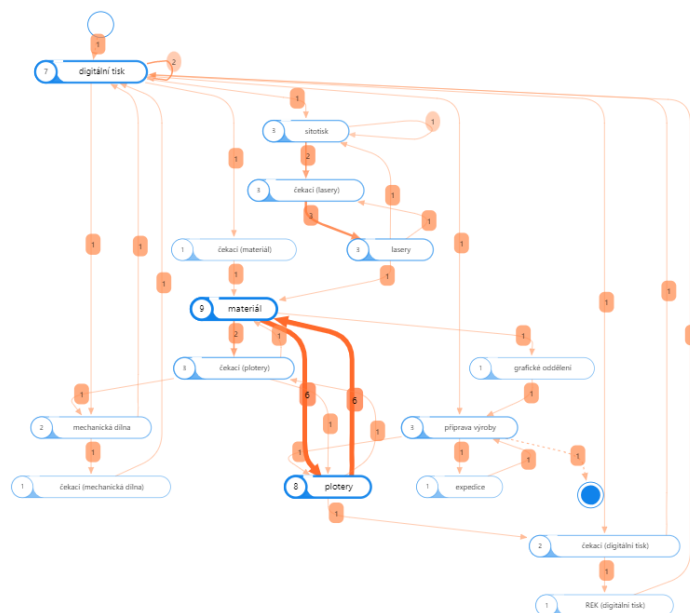 1
7 digitální tisk 2
1
3 sítotisk 1
1 2
3 čekací (lasery)
1 3 1
1 1 1 1 1 1
1 čekací (materiál) 3 lasery
1 1
9 materiál
2 1 1
3 čekací (plotery) 1 grafické oddělení
1 6 6 1
2 mechanická dílna 1 3 příprava výroby
1 1 1 1 1
1 čekací (mechanická dílna) 8 plotery 1 expedice
1
2 čekací (digitální tisk)
1
1 REK (digitální tisk)